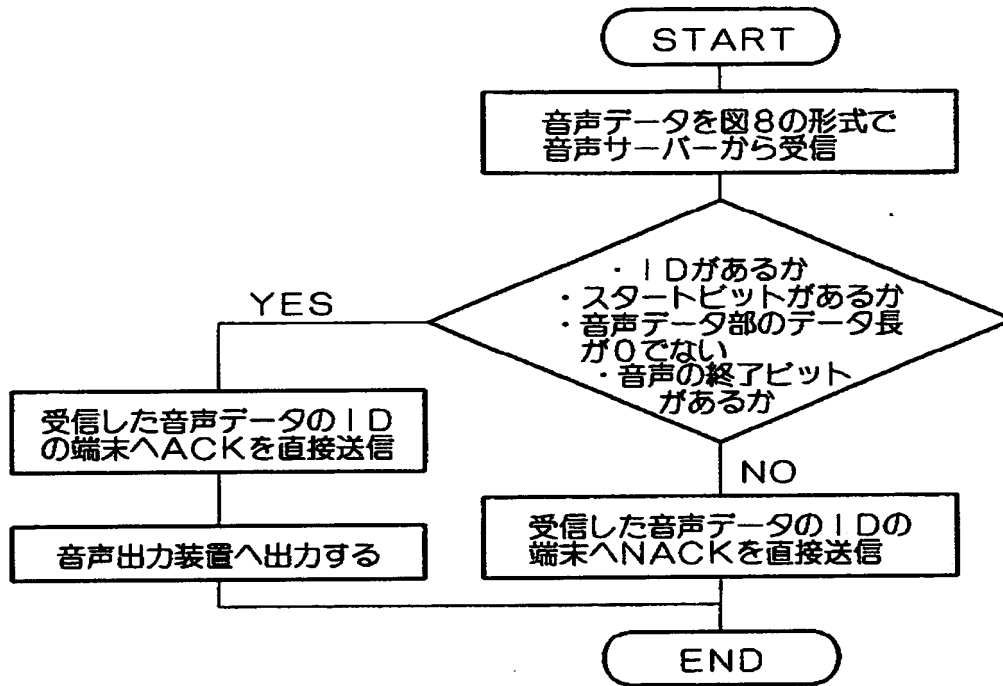 START
音声データを図8の形式で
音声サーバーから受信
・IDがあるか
・スタートビットがあるか
・音声データ部のデータ長
が0でない
・音声の終了ビット
があるか
YES
受信した音声データのID
の端末へACKを直接送信
音声出力装置へ出力する
NO
受信した音声データのIDの
端末へNACKを直接送信
END